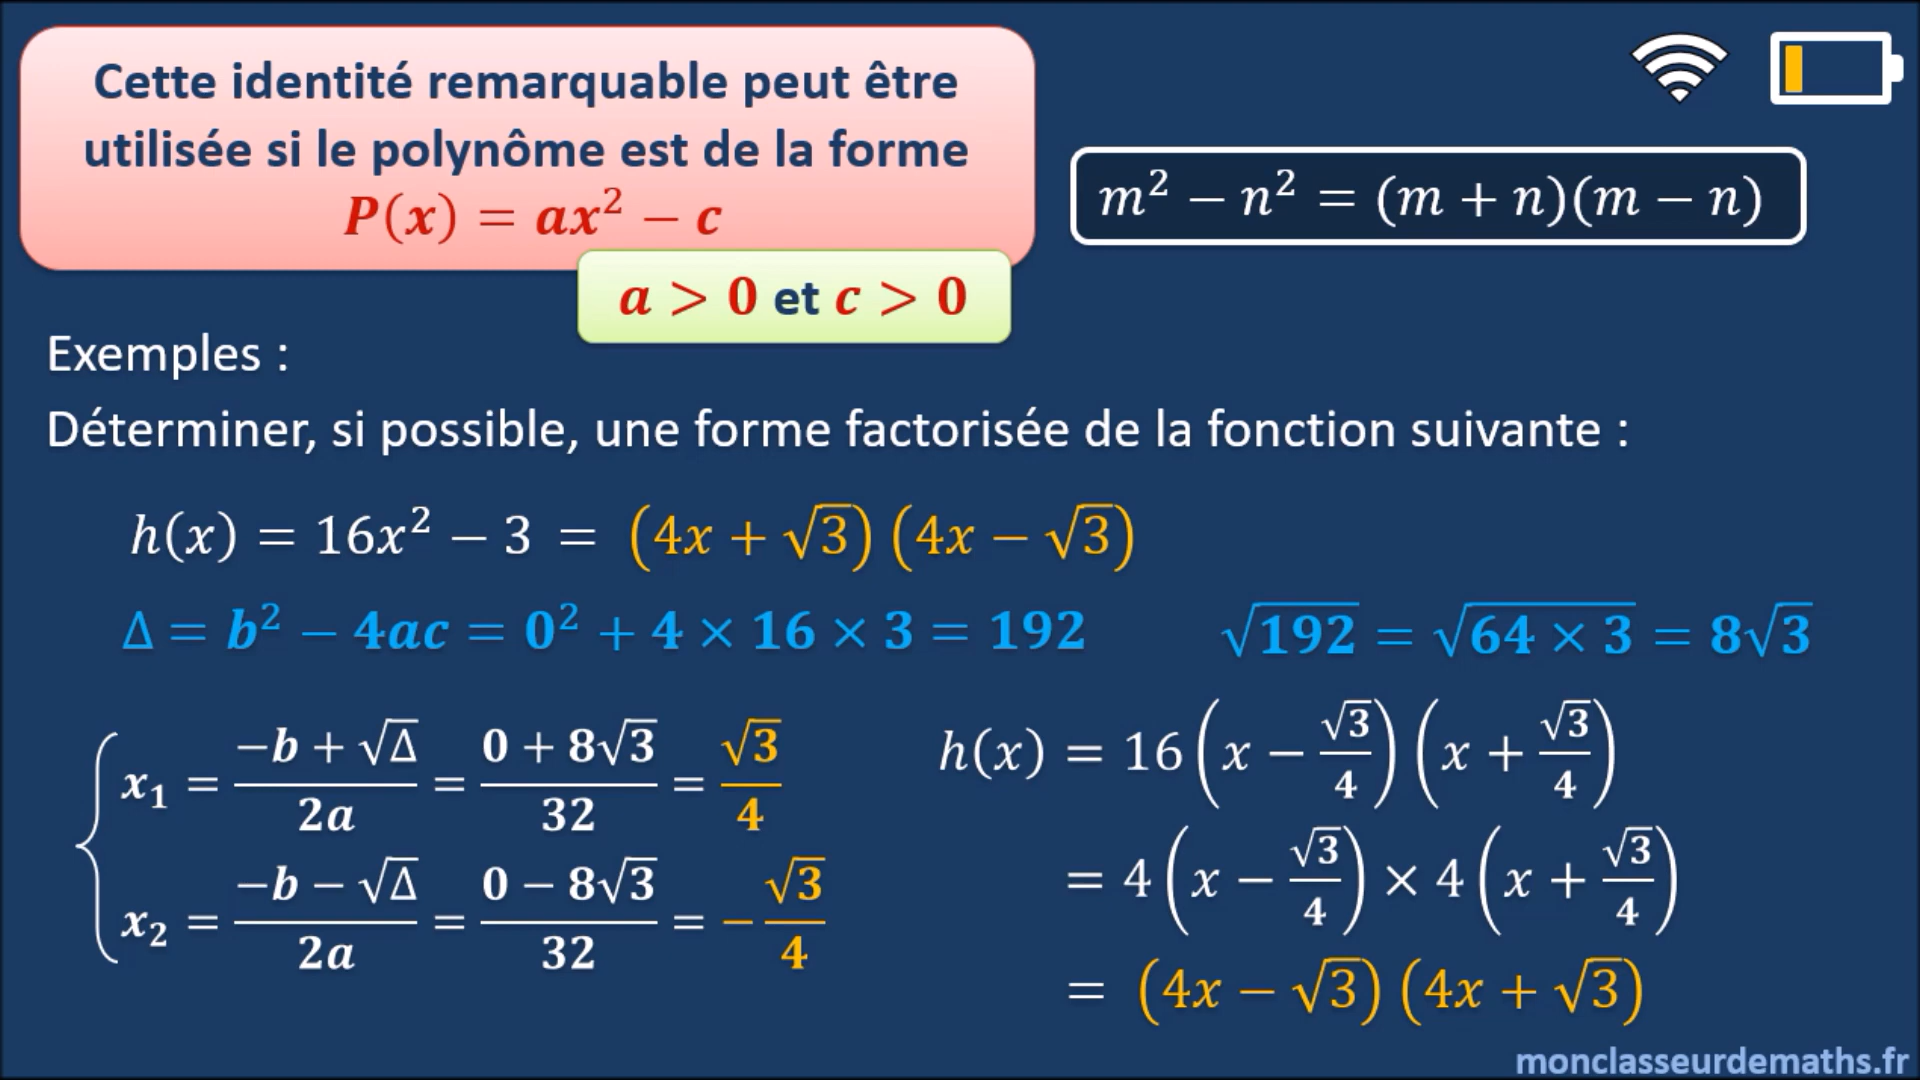 Cette identité remarquable peut être
utilisée si le polynôme est de la forme
P(x) = ax² − c
m² − n² = (m + n)(m − n)
a > 0 et c > 0
Exemples :
Déterminer, si possible, une forme factorisée de la fonction suivante :
h(x) = 16x² − 3 = (4x + √3)(4x − √3)
Δ = b² − 4ac = 0² + 4 × 16 × 3 = 192
√192 = √(64 × 3) = 8√3
x₁ = (−b + √Δ)/(2a) = (0 + 8√3)/32 = √3/4
x₂ = (−b − √Δ)/(2a) = (0 − 8√3)/32 = −√3/4
h(x) = 16(x − √3/4)(x + √3/4)
= 4(x − √3/4) × 4(x + √3/4)
= (4x − √3)(4x + √3)
monclasseurdemaths.fr